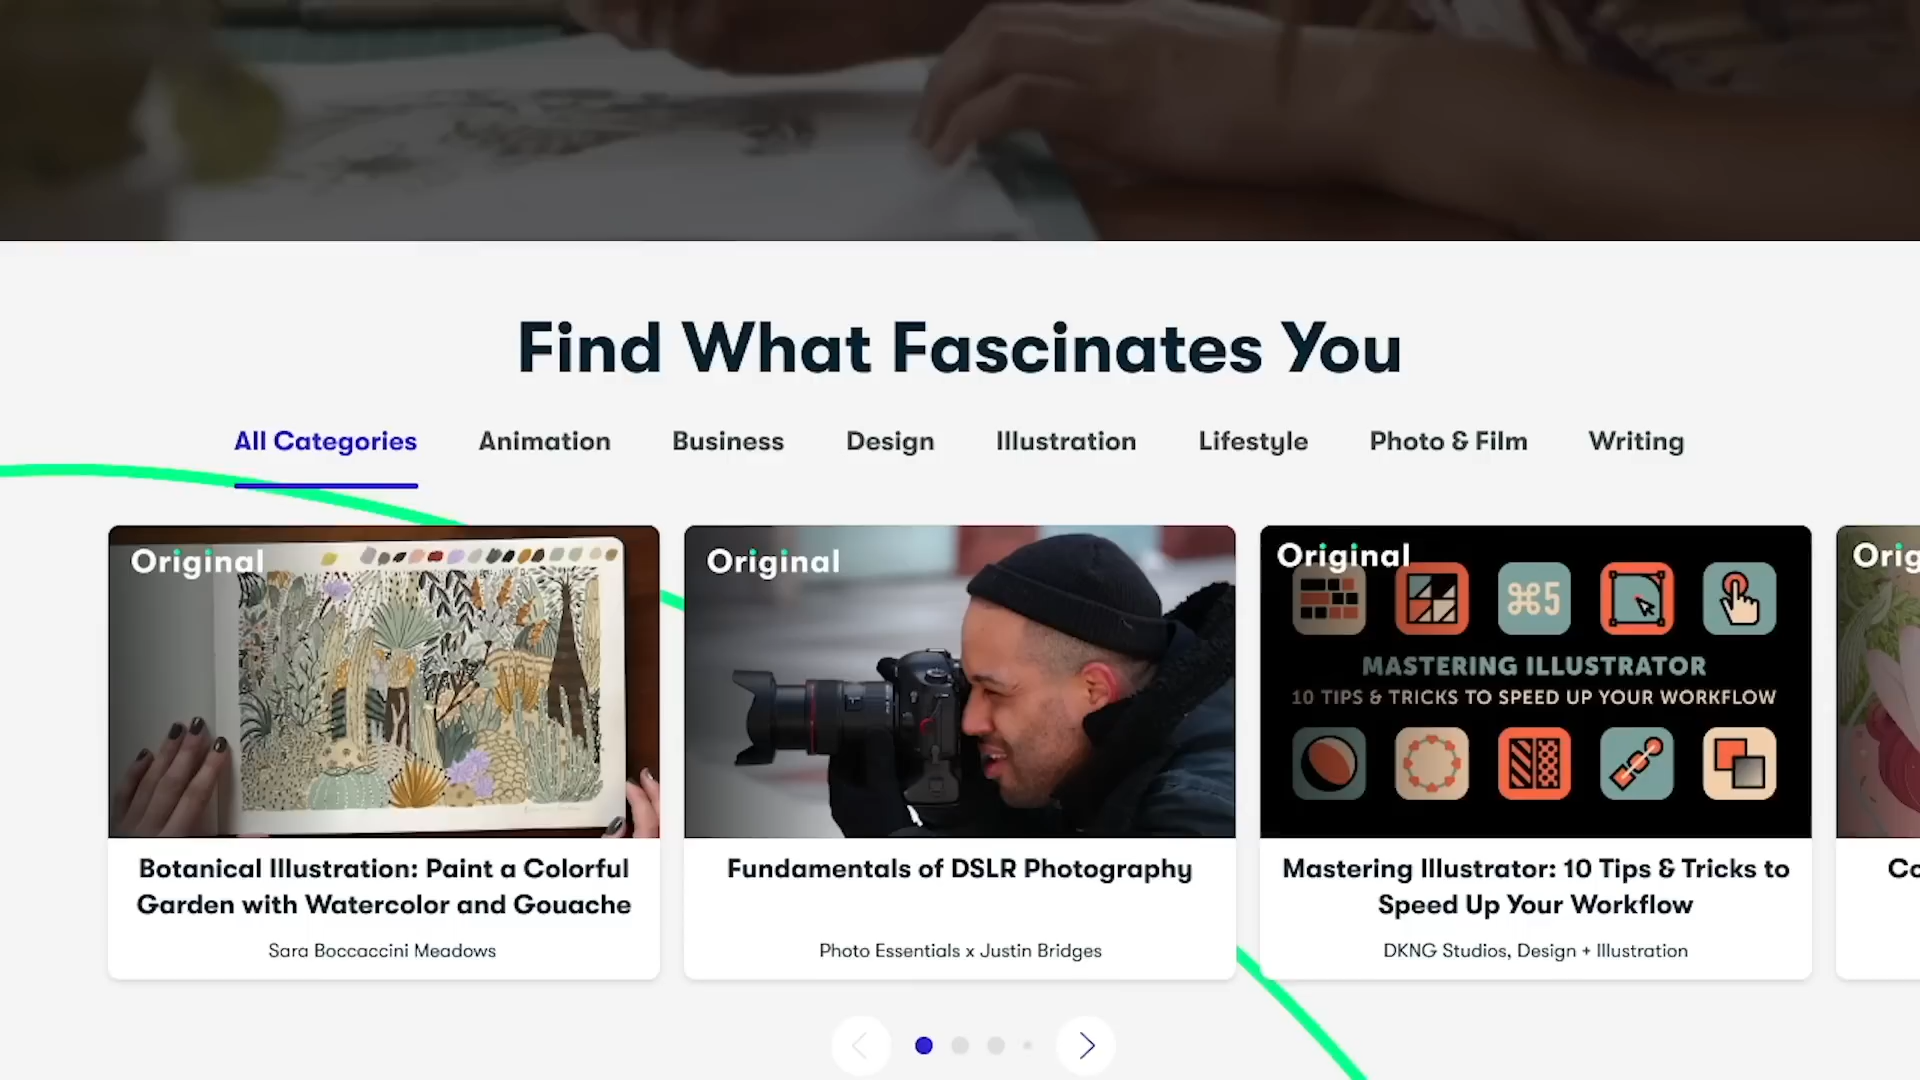 Find What Fascinates You
All Categories Animation Business Design Illustration Lifestyle Photo & Film Writing
Original
Original
Original
⌘5
MASTERING ILLUSTRATOR
10 TIPS & TRICKS TO SPEED UP YOUR WORKFLOW
Orig
Botanical Illustration: Paint a Colorful
Garden with Watercolor and Gouache
Sara Boccaccini Meadows
Fundamentals of DSLR Photography
Photo Essentials x Justin Bridges
Mastering Illustrator: 10 Tips & Tricks to
Speed Up Your Workflow
DKNG Studios, Design + Illustration
Co